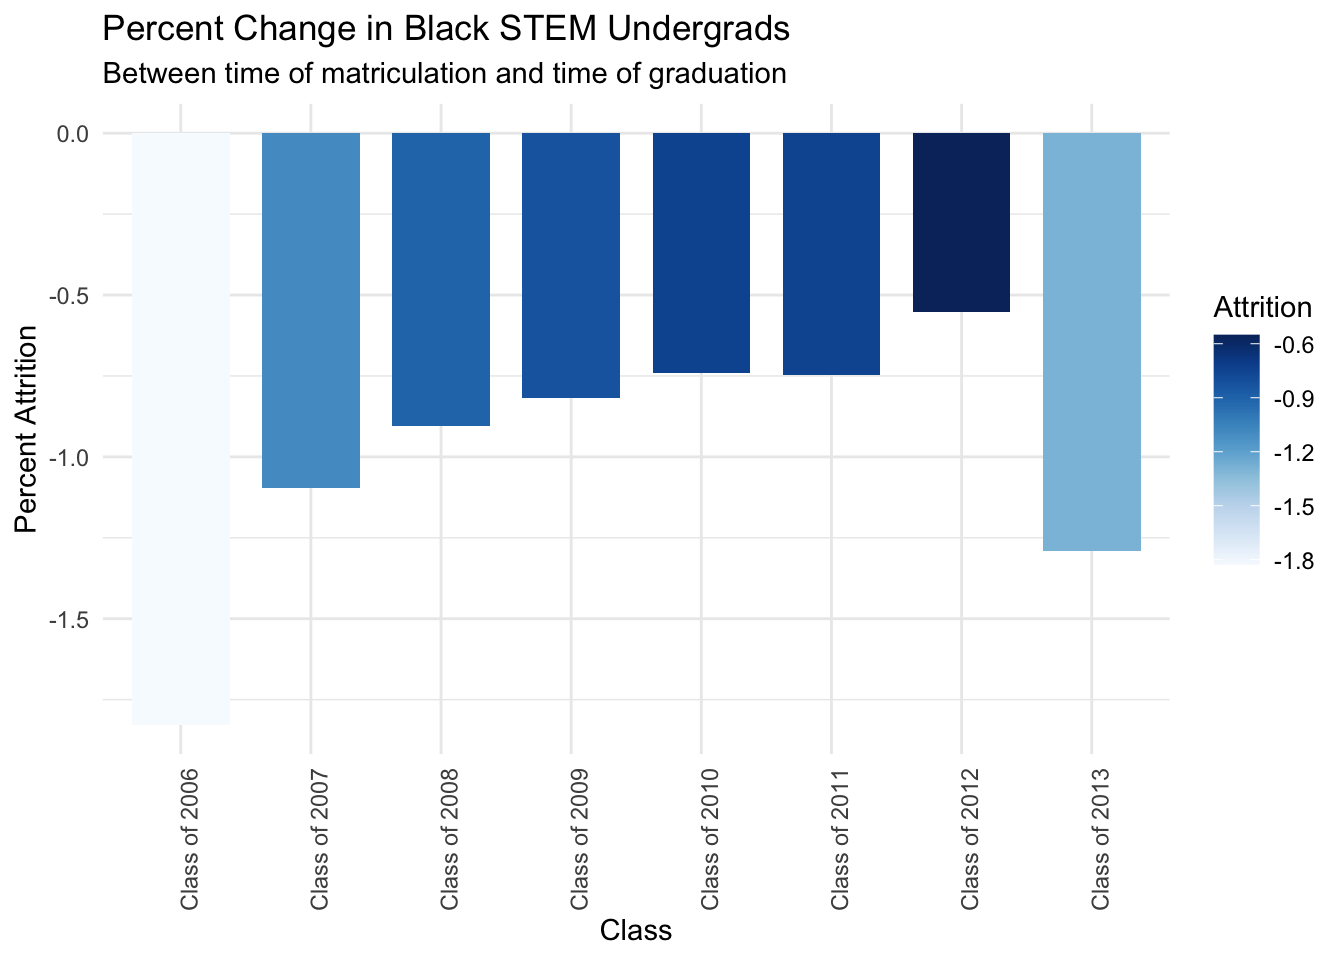 Percent Change in Black STEM Undergrads
Between time of matriculation and time of graduation
Percent Attrition
0.0
-0.5
-1.0
-1.5
Class of 2006
Class of 2007
Class of 2008
Class of 2009
Class of 2010
Class of 2011
Class of 2012
Class of 2013
Class
Attrition
-0.6
-0.9
-1.2
-1.5
-1.8